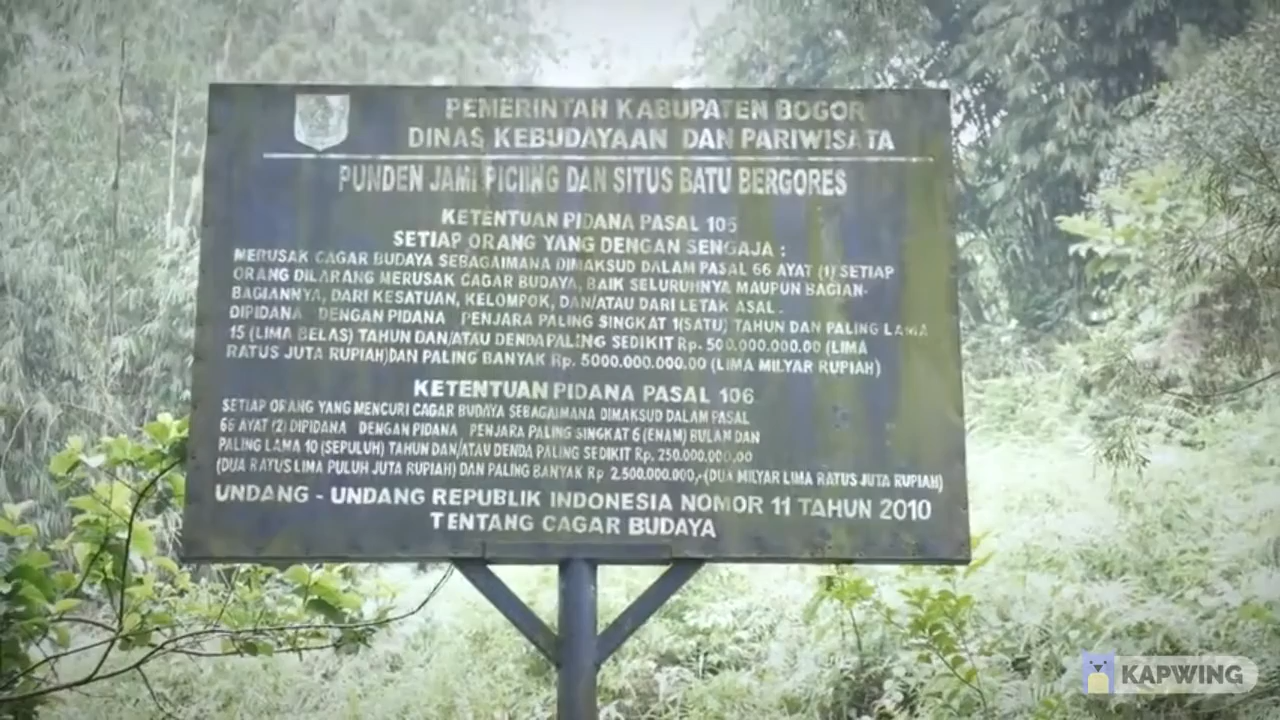 PEMERINTAH KABUPATEN BOGOR
DINAS KEBUDAYAAN DAN PARIWISATA
PUNDEN JAMI PICIING DAN SITUS BATU BERGORES
KETENTUAN PIDANA PASAL 105
SETIAP ORANG YANG DENGAN SENGAJA :
MERUSAK CAGAR BUDAYA SEBAGAIMANA DIMAKSUD DALAM PASAL 66 AYAT (1) SETIAP
ORANG DILARANG MERUSAK CAGAR BUDAYA, BAIK SELURUHNYA MAUPUN BAGIAN-
BAGIANNYA, DARI KESATUAN, KELOMPOK, DAN/ATAU DARI LETAK ASAL.
DIPIDANA DENGAN PIDANA PENJARA PALING SINGKAT 1(SATU) TAHUN DAN PALING LAMA
15 (LIMA BELAS) TAHUN DAN/ATAU DENDA PALING SEDIKIT Rp. 500.000.000.00 (LIMA
RATUS JUTA RUPIAH)DAN PALING BANYAK Rp. 5000.000.000.00 (LIMA MILYAR RUPIAH)
KETENTUAN PIDANA PASAL 106
SETIAP ORANG YANG MENCURI CAGAR BUDAYA SEBAGAIMANA DIMAKSUD DALAM PASAL
66 AYAT (2) DIPIDANA DENGAN PIDANA PENJARA PALING SINGKAT 6 (ENAM) BULAN DAN
PALING LAMA 10 (SEPULUH) TAHUN DAN/ATAU DENDA PALING SEDIKIT Rp. 250.000.000,00
(DUA RATUS LIMA PULUH JUTA RUPIAH) DAN PALING BANYAK Rp 2.500.000.000,-(DUA MILYAR LIMA RATUS JUTA RUPIAH)
UNDANG - UNDANG REPUBLIK INDONESIA NOMOR 11 TAHUN 2010
TENTANG CAGAR BUDAYA
KAPWING